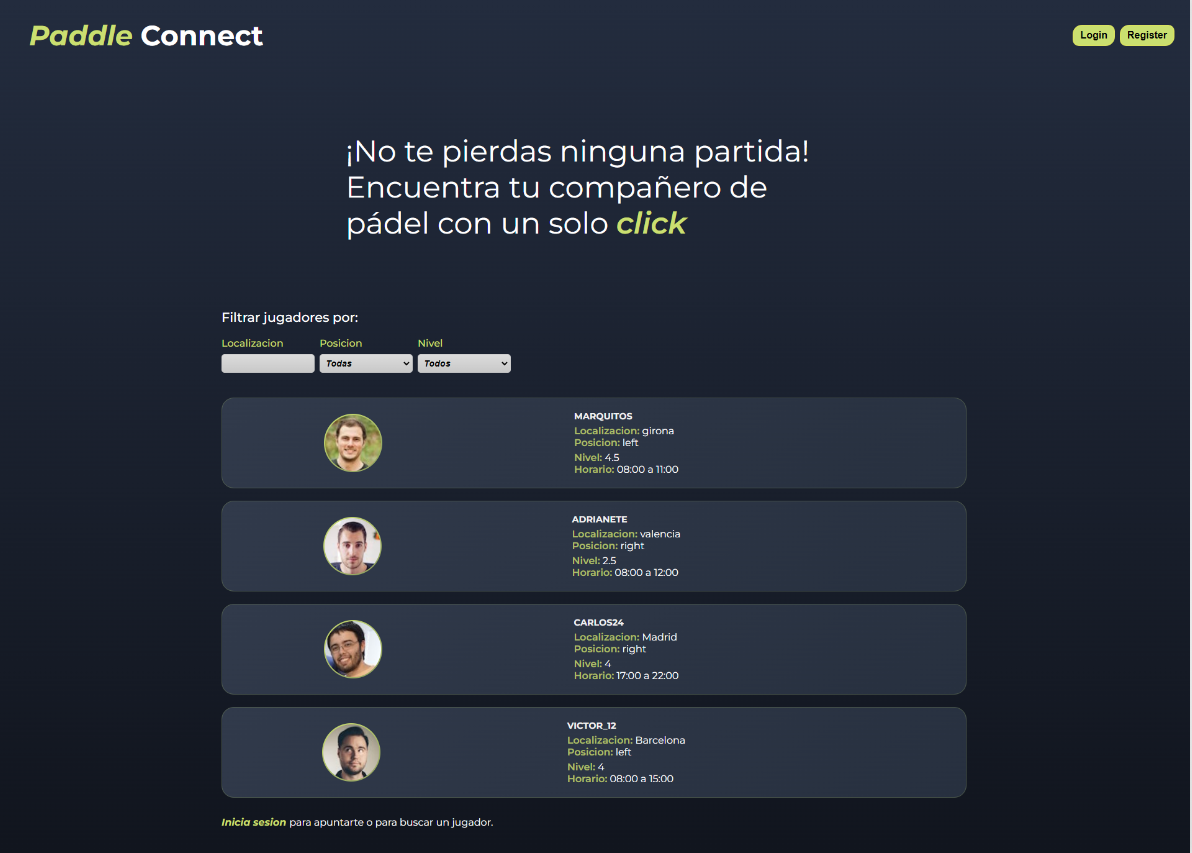 Paddle Connect
Login
Register
¡No te pierdas ninguna partida!
Encuentra tu compañero de
pádel con un solo click
Filtrar jugadores por:
Localizacion
Posicion
Nivel
Todas
Todos
MARQUITOS
Localizacion: girona
Posicion: left
Nivel: 4.5
Horario: 08:00 a 11:00
ADRIANETE
Localizacion: valencia
Posicion: right
Nivel: 2.5
Horario: 08:00 a 12:00
CARLOS24
Localizacion: Madrid
Posicion: right
Nivel: 4
Horario: 17:00 a 22:00
VICTOR_12
Localizacion: Barcelona
Posicion: left
Nivel: 4
Horario: 08:00 a 15:00
Inicia sesion para apuntarte o para buscar un jugador.